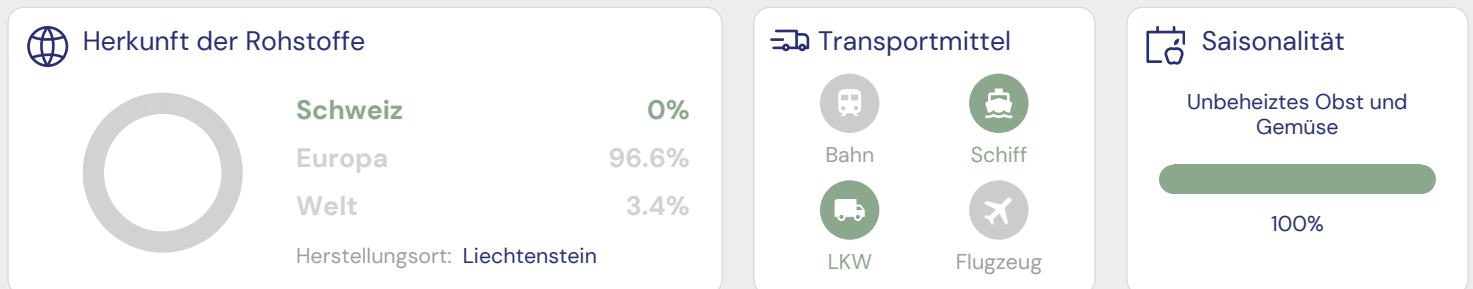 Herkunft der Rohstoffe
Schweiz 0%
Europa 96.6%
Welt 3.4%
Herstellungsort: Liechtenstein
Transportmittel
Bahn Schiff
LKW Flugzeug
Saisonalität
Unbeheiztes Obst und
Gemüse
100%